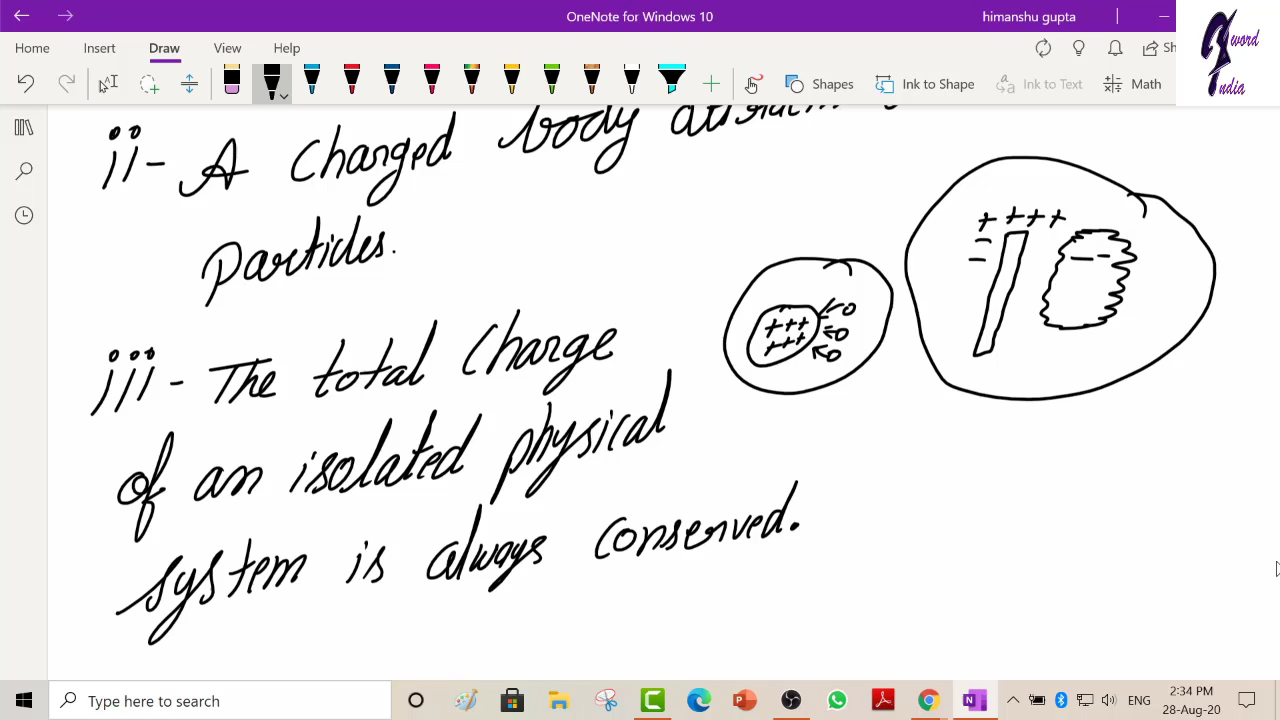 OneNote for Windows 10
himanshu gupta
Home Insert Draw View Help
Shapes Ink to Shape Ink to Text Math
Sword India
ii- A Charged body
Particles.
iii- The total Charge
of an isolated physical
system is always conserved.
++++
=
--
+++
+++
Type here to search
ENG
2:34 PM
28-Aug-20